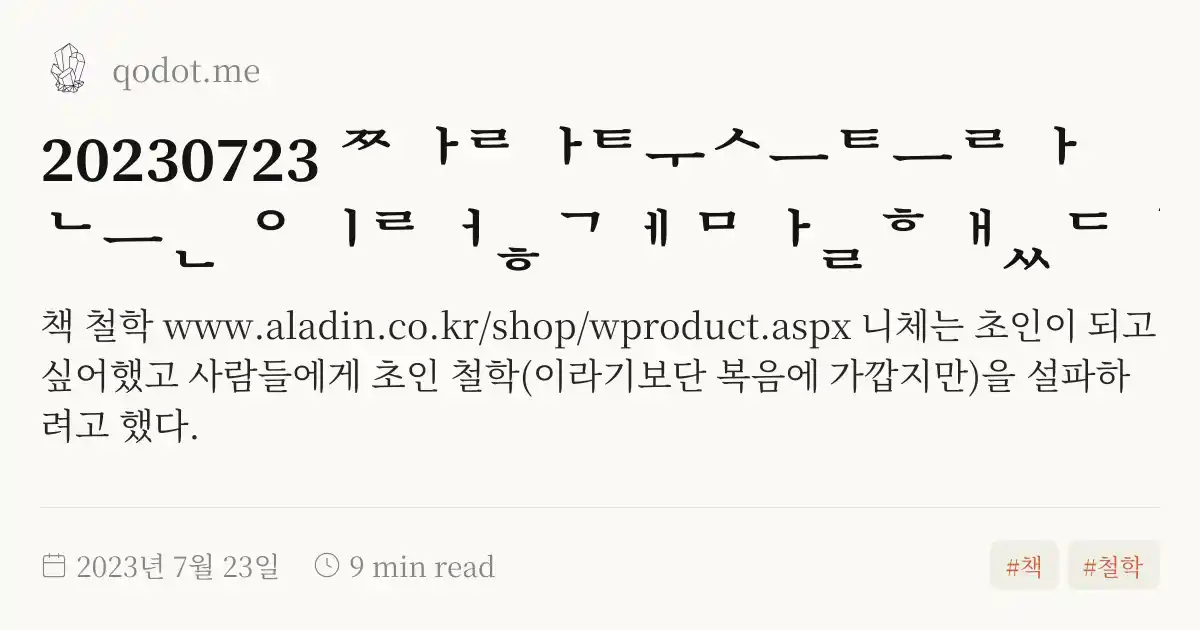 qodot.me
20230723 ㅉㅏㄹㅏㅌㅜㅅㅡㅌㅡㄹㅏ
ㄴㅡㄴ ㅇㅣㄹㅓㅎㄱㅔ ㅁㅏㄹㅎㅐㅆㄷ
책 철학 www.aladin.co.kr/shop/wproduct.aspx 니체는 초인이 되고
싶어했고 사람들에게 초인 철학(이라기보단 복음에 가깝지만)을 설파하
려고 했다.
2023년 7월 23일 9 min read #책 #철학